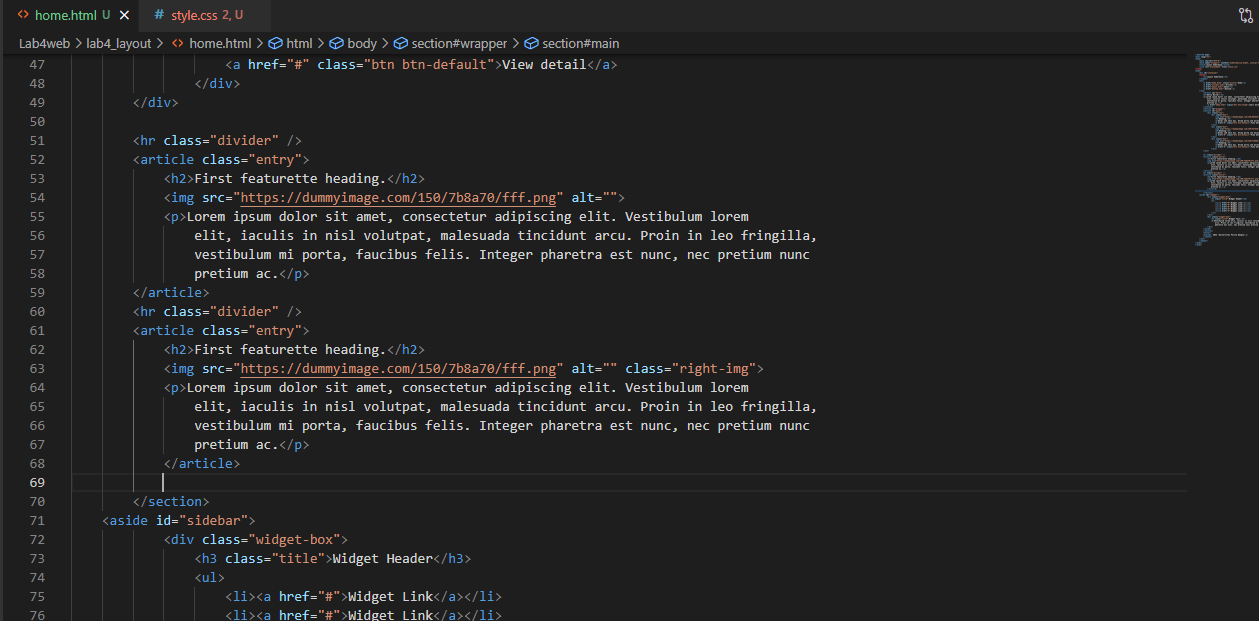 home.html U
style.css 2, U
Lab4web > lab4_layout > home.html > html > body > section#wrapper > section#main
47 <a href="#" class="btn btn-default">View detail</a>
48 </div>
49 </div>
50
51 <hr class="divider" />
52 <article class="entry">
53 <h2>First featurette heading.</h2>
54 <img src="https://dummyimage.com/150/7b8a70/fff.png" alt="">
55 <p>Lorem ipsum dolor sit amet, consectetur adipiscing elit. Vestibulum lorem
56 elit, iaculis in nisl volutpat, malesuada tincidunt arcu. Proin in leo fringilla,
57 vestibulum mi porta, faucibus felis. Integer pharetra est nunc, nec pretium nunc
58 pretium ac.</p>
59 </article>
60 <hr class="divider" />
61 <article class="entry">
62 <h2>First featurette heading.</h2>
63 <img src="https://dummyimage.com/150/7b8a70/fff.png" alt="" class="right-img">
64 <p>Lorem ipsum dolor sit amet, consectetur adipiscing elit. Vestibulum lorem
65 elit, iaculis in nisl volutpat, malesuada tincidunt arcu. Proin in leo fringilla,
66 vestibulum mi porta, faucibus felis. Integer pharetra est nunc, nec pretium nunc
67 pretium ac.</p>
68 </article>
69
70 </section>
71 <aside id="sidebar">
72 <div class="widget-box">
73 <h3 class="title">Widget Header</h3>
74 <ul>
75 <li><a href="#">Widget Link</a></li>
76 <li><a href="#">Widget Link</a></li>